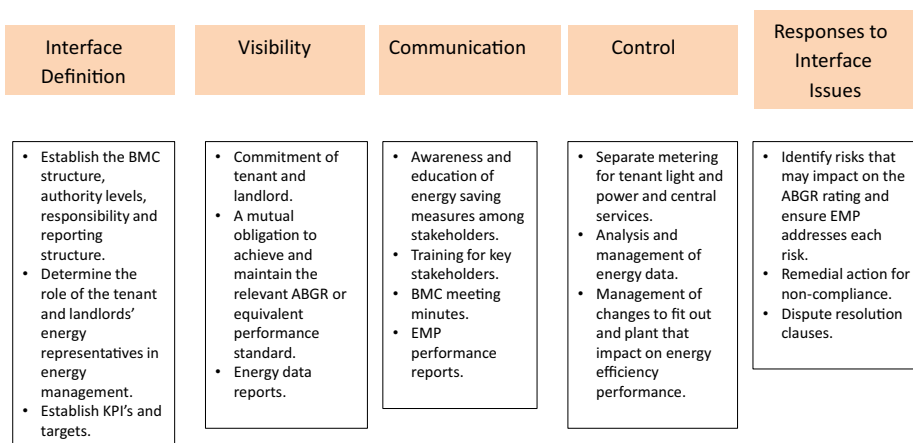 Interface
Definition
Visibility
Communication
Control
Responses to
Interface
Issues
• Establish the BMC
structure,
authority levels,
responsibility and
reporting
structure.
• Determine the
role of the tenant
and landlords’
energy
representatives in
energy
management.
• Establish KPI’s and
targets.
• Commitment of
tenant and
landlord.
• A mutual
obligation to
achieve and
maintain the
relevant ABGR or
equivalent
performance
standard.
• Energy data
reports.
• Awareness and
education of
energy saving
measures among
stakeholders.
• Training for key
stakeholders.
• BMC meeting
minutes.
• EMP
performance
reports.
• Separate metering
for tenant light and
power and central
services.
• Analysis and
management of
energy data.
• Management of
changes to fit out
and plant that
impact on energy
efficiency
performance.
• Identify risks that
may impact on the
ABGR rating and
ensure EMP
addresses each
risk.
• Remedial action for
non-compliance.
• Dispute resolution
clauses.